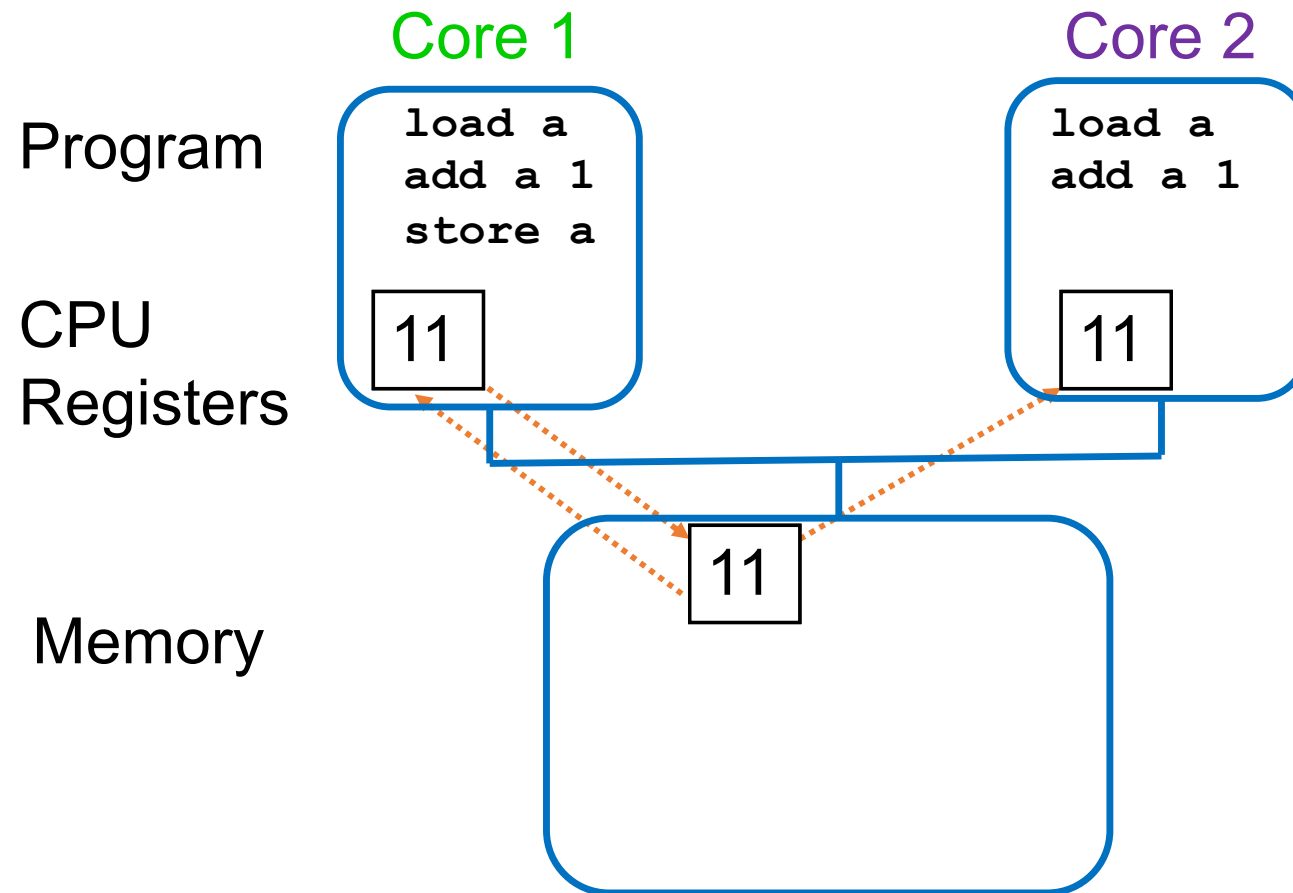 Core 1
Core 2
Program
load a
add a 1
store a
load a
add a 1
CPU
Registers
11
11
11
Memory